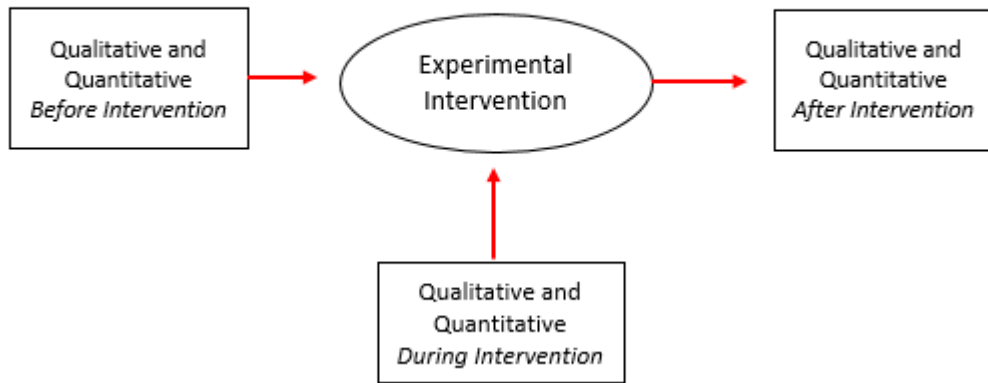 Qualitative and
Quantitative
Before Intervention
Experimental
Intervention
Qualitative and
Quantitative
After Intervention
Qualitative and
Quantitative
During Intervention